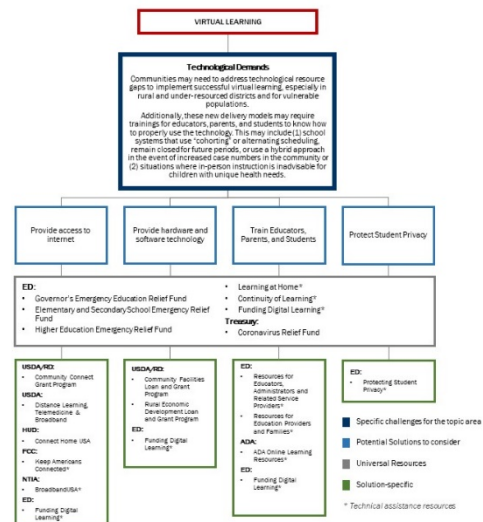 VIRTUAL LEARNING
Technological Demands
Communities may need to address technological resource
gaps to implement successful virtual learning, especially in
rural and under-resourced districts and for vulnerable
populations.
Additionally, these new delivery models may require
trainings for educators, parents, and students to know how
to properly use the technology. This may include (1) school
systems that use "cohorting" or alternating scheduling,
remain closed for future periods, or use a hybrid approach
in the event of increased case numbers in the community or
(2) situations where in-person instruction is inadvisable for
children with unique health needs.
Provide access to
internet
Provide hardware and
software technology
Train Educators,
Parents, and Students
Protect Student Privacy
ED:
• Governor's Emergency Education Relief Fund
• Elementary and Secondary School Emergency Relief
Fund
• Higher Education Emergency Relief Fund
• Learning at Home*
• Continuity of Learning*
• Funding Digital Learning*
Treasury:
• Coronavirus Relief Fund
USDA/RD:
• Community Connect
Grant Program
USDA:
• Distance Learning,
Telemedicine &
Broadband
HUD:
• Connect Home USA
FCC:
• Keep Americans
Connected*
NTIA:
• BroadbandUSA*
ED:
• Funding Digital
Learning*
USDA/RD:
• Community Facilities
Loan and Grant
Program
• Rural Economic
Development Loan
and Grant Program
ED:
• Funding Digital
Learning*
ED:
• Resources for
Educators,
Administrators and
Related Service
Providers*
• Resources for
Education Providers
and Families*
ADA:
• ADA Online Learning
Resources*
ED:
• Funding Digital
Learning*
ED:
• Protecting Student
Privacy*
Specific challenges for the topic area
Potential Solutions to consider
Universal Resources
Solution-specific
* Technical assistance resources